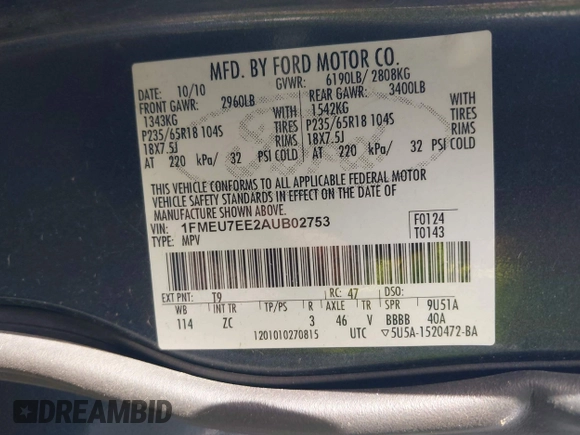 MFD. BY FORD MOTOR CO.
DATE: 10/10 GVWR: 6190LB/ 2808KG
FRONT GAWR: 2960LB REAR GAWR: 3400LB
1343KG 1542KG
P235/65R18 104S TIRES P235/65R18 104S TIRES
18X7.5J RIMS 18X7.5J RIMS
AT 220 kPa/ 32 PSI COLD AT 220 kPa/ 32 PSI COLD
THIS VEHICLE CONFORMS TO ALL APPLICABLE FEDERAL MOTOR
VEHICLE SAFETY STANDARDS IN EFFECT ON THE DATE OF
MANUFACTURE SHOWN ABOVE.
VIN: 1FMEU7EE2AUB02753 F0124
TYPE: MPV T0143
EXT PNT: T9 RC: 47 DSO:
WB INT TR TP/PS R AXLE TR SPR 9U51A
114 ZC 3 46 V BBBB 40A
1201010270815 UTC ▽5U5A-1520472-BA
DREAMBID